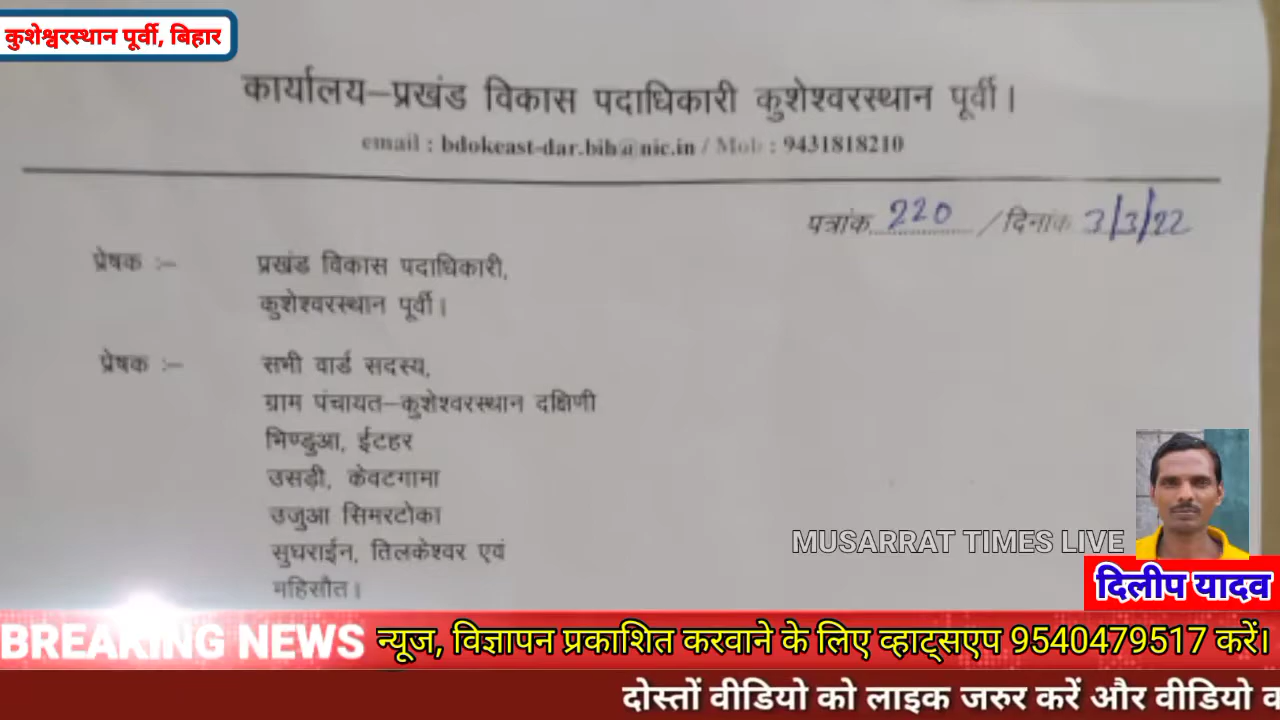 कुशेश्वरस्थान पूर्वी, बिहार
कार्यालय–प्रखंड विकास पदाधिकारी कुशेश्वरस्थान पूर्वी।
email : bdokeast-dar.bih@nic.in / Mob : 9431818210
पत्रांक 220 / दिनांक 3/3/22
प्रेषक :– प्रखंड विकास पदाधिकारी,
कुशेश्वरस्थान पूर्वी।
प्रेषक :– सभी वार्ड सदस्य,
ग्राम पंचायत–कुशेश्वरस्थान दक्षिणी
भिण्डुआ, ईटहर
उसड़ी, केवटगामा
उजुआ सिमरटोका
सुघराईन, तिलकेश्वर एवं
महिसौत।
MUSARRAT TIMES LIVE
दिलीप यादव
BREAKING NEWS न्यूज, विज्ञापन प्रकाशित करवाने के लिए व्हाट्सएप 9540479517 करें।
दोस्तों वीडियो को लाइक जरुर करें और वीडियो